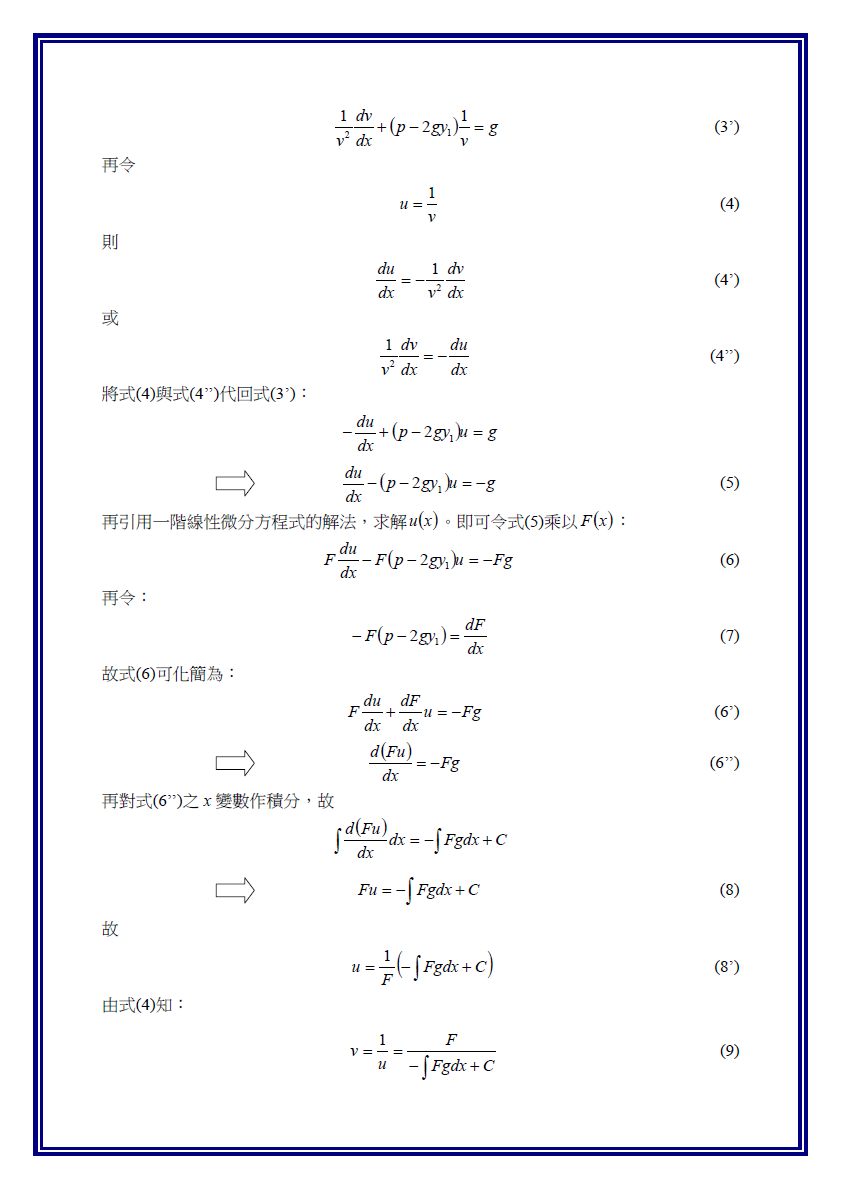 \frac{1}{v^2}\frac{dv}{dx}+(p-2gy_1)\frac{1}{v}=g (3’)
再令
u=\frac{1}{v} (4)
則
\frac{du}{dx}=-\frac{1}{v^2}\frac{dv}{dx} (4’)
或
\frac{1}{v^2}\frac{dv}{dx}=-\frac{du}{dx} (4’’)
將式(4)與式(4’’)代回式(3’)：
-\frac{du}{dx}+(p-2gy_1)u=g
\frac{du}{dx}-(p-2gy_1)u=-g (5)
再引用一階線性微分方程式的解法，求解u(x)。即可令式(5)乘以F(x)：
F\frac{du}{dx}-F(p-2gy_1)u=-Fg (6)
再令：
-F(p-2gy_1)=\frac{dF}{dx} (7)
故式(6)可化簡為：
F\frac{du}{dx}+\frac{dF}{dx}u=-Fg (6’)
\frac{d(Fu)}{dx}=-Fg (6’’)
再對式(6’’)之 x 變數作積分，故
\int\frac{d(Fu)}{dx}dx=-\int Fgdx+C
Fu=-\int Fgdx+C (8)
故
u=\frac{1}{F}(-\int Fgdx+C) (8’)
由式(4)知：
v=\frac{1}{u}=\frac{F}{-\int Fgdx+C} (9)